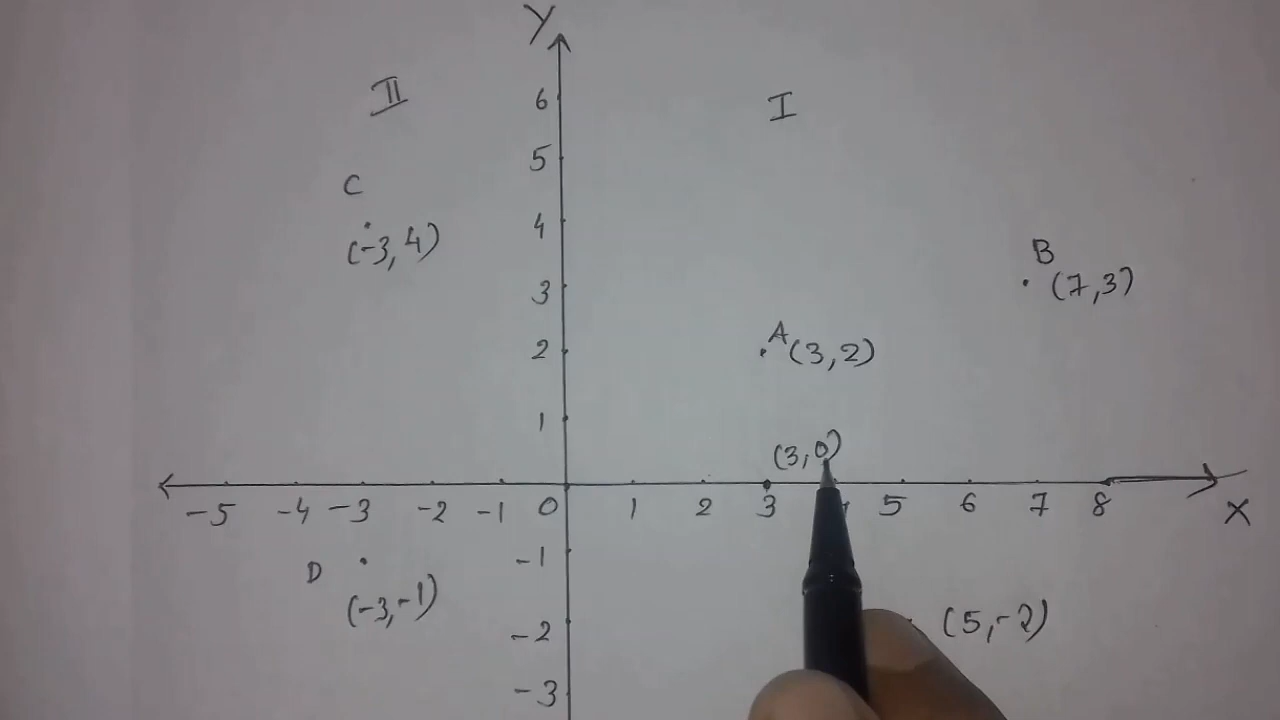 Y
II
I
6
5
C
4
(-3, 4)
B
3
(7,3)
A
2
(3,2)
1
(3,0)
-5 -4 -3 -2 -1 0 1 2 3 5 6 7 8
X
-1
D
(-3,-1)
-2
(5,-2)
-3